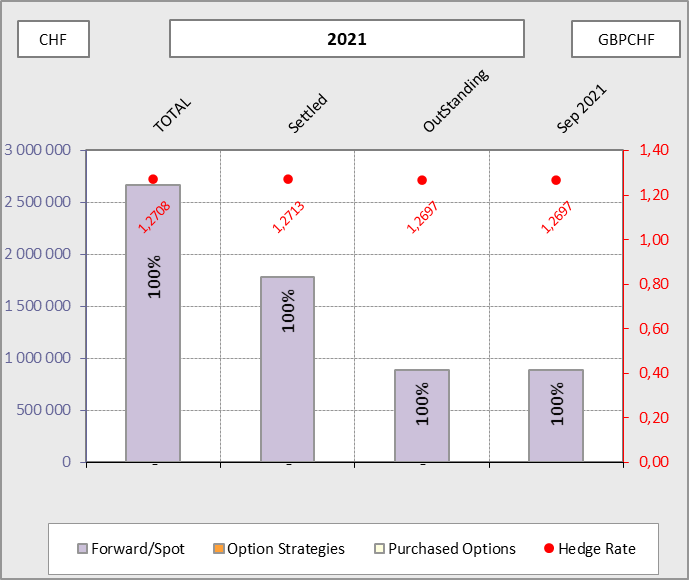 CHF
2021
GBPCHF
TOTAL
Settled
OutStanding
Sep 2021
3 000 000
2 500 000
2 000 000
1 500 000
1 000 000
500 000
0
1,40
1,20
1,00
0,80
0,60
0,40
0,20
0,00
1,2708
1,2713
1,2697
1,2697
100%
100%
100%
100%
-
-
-
Forward/Spot
Option Strategies
Purchased Options
Hedge Rate